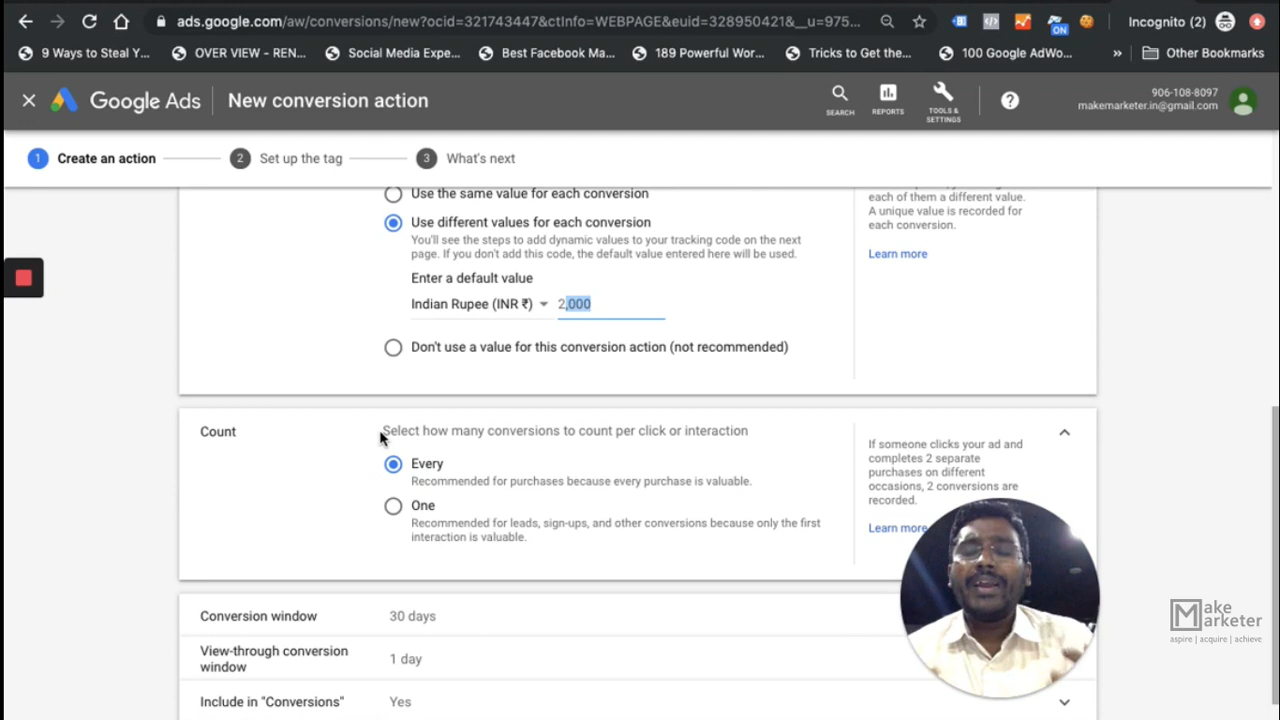 ads.google.com/aw/conversions/new?ocid=321743447&ctInfo=WEBPAGE&euid=328950421&__u=975...
Incognito (2)
ON
9 Ways to Steal Y...
OVER VIEW - REN...
Social Media Expe...
Best Facebook Ma...
189 Powerful Wor...
Tricks to Get the...
100 Google AdWo...
»
Other Bookmarks
Google Ads
New conversion action
SEARCH
REPORTS
TOOLS &
SETTINGS
906-108-8097
makemarketer.in@gmail.com
1 Create an action
2 Set up the tag
3 What's next
Use the same value for each conversion
each of them a different value.
A unique value is recorded for
each conversion.
Learn more
Use different values for each conversion
You'll see the steps to add dynamic values to your tracking code on the next
page. If you don't add this code, the default value entered here will be used.
Enter a default value
Indian Rupee (INR ₹) 2,000
Don't use a value for this conversion action (not recommended)
Count
Select how many conversions to count per click or interaction
Every
Recommended for purchases because every purchase is valuable.
One
Recommended for leads, sign-ups, and other conversions because only the first
interaction is valuable.
If someone clicks your ad and
completes 2 separate
purchases on different
occasions, 2 conversions are
recorded.
Learn more
Conversion window 30 days
View-through conversion
window
1 day
Include in "Conversions" Yes
Make
Marketer
aspire | acquire | achieve